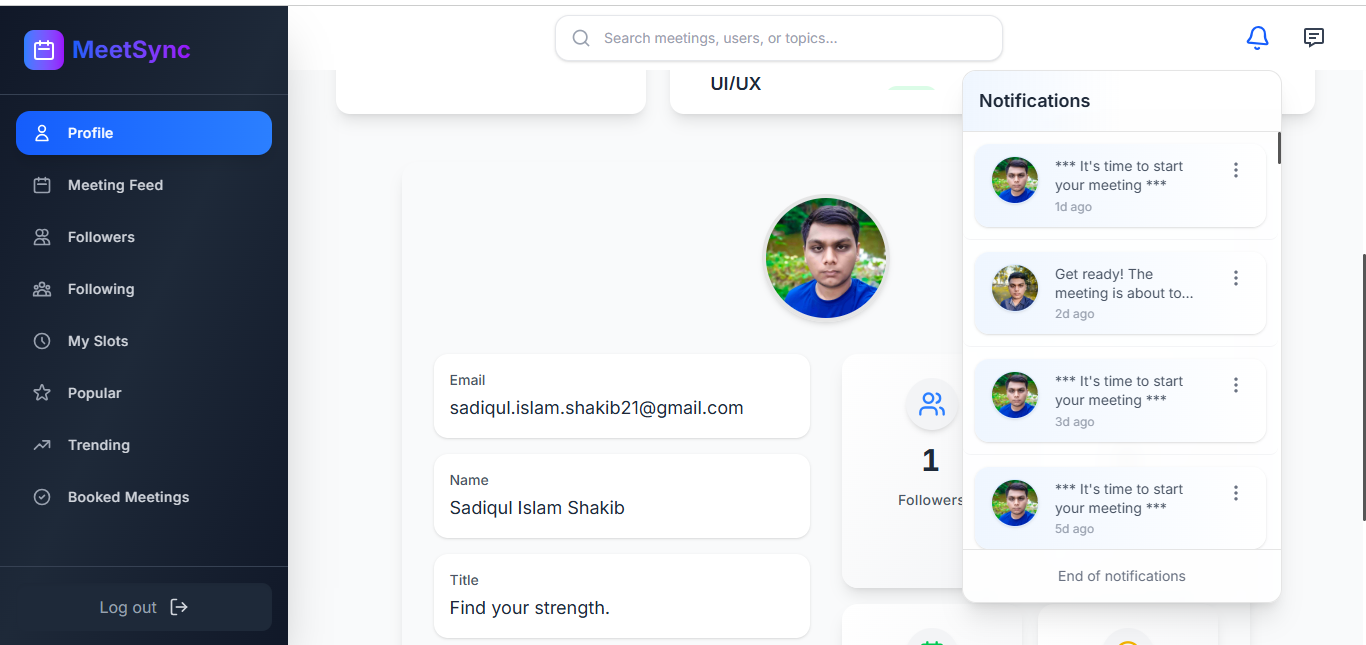 MeetSync
Search meetings, users, or topics...
Profile
Meeting Feed
Followers
Following
My Slots
Popular
Trending
Booked Meetings
Log out
UI/UX
Email
sadiqul.islam.shakib21@gmail.com
Name
Sadiqul Islam Shakib
Title
Find your strength.
1
Followers
Notifications
*** It's time to start
your meeting ***
1d ago
Get ready! The
meeting is about to...
2d ago
*** It's time to start
your meeting ***
3d ago
*** It's time to start
your meeting ***
5d ago
End of notifications